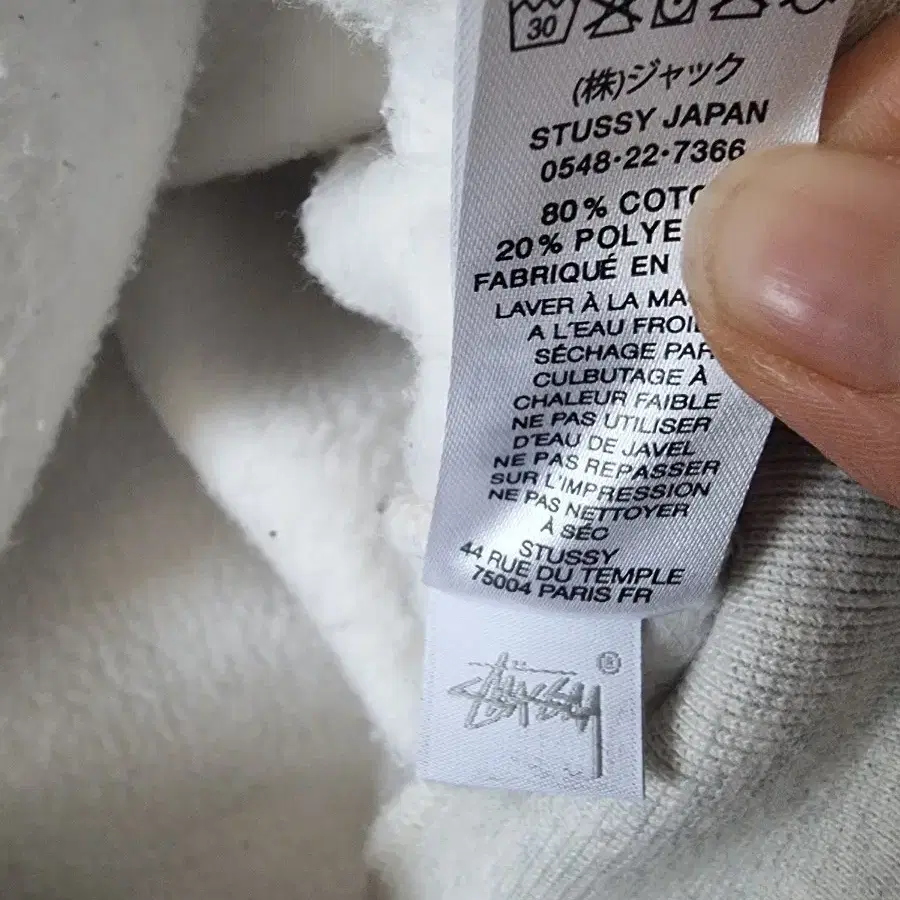 30
(株)ジャック
STUSSY JAPAN
0548·22·7366
80% COTO
20% POLYE
FABRIQUÉ EN
LAVER À LA MA
A L'EAU FROI
SÉCHAGE PAR
CULBUTAGE À
CHALEUR FAIBLE
NE PAS UTILISER
D'EAU DE JAVEL
NE PAS REPASSER
SUR L'IMPRESSION
NE PAS NETTOYER
À SEC
STUSSY
44 RUE DU TEMPLE
75004 PARIS FR
Stüssy ®